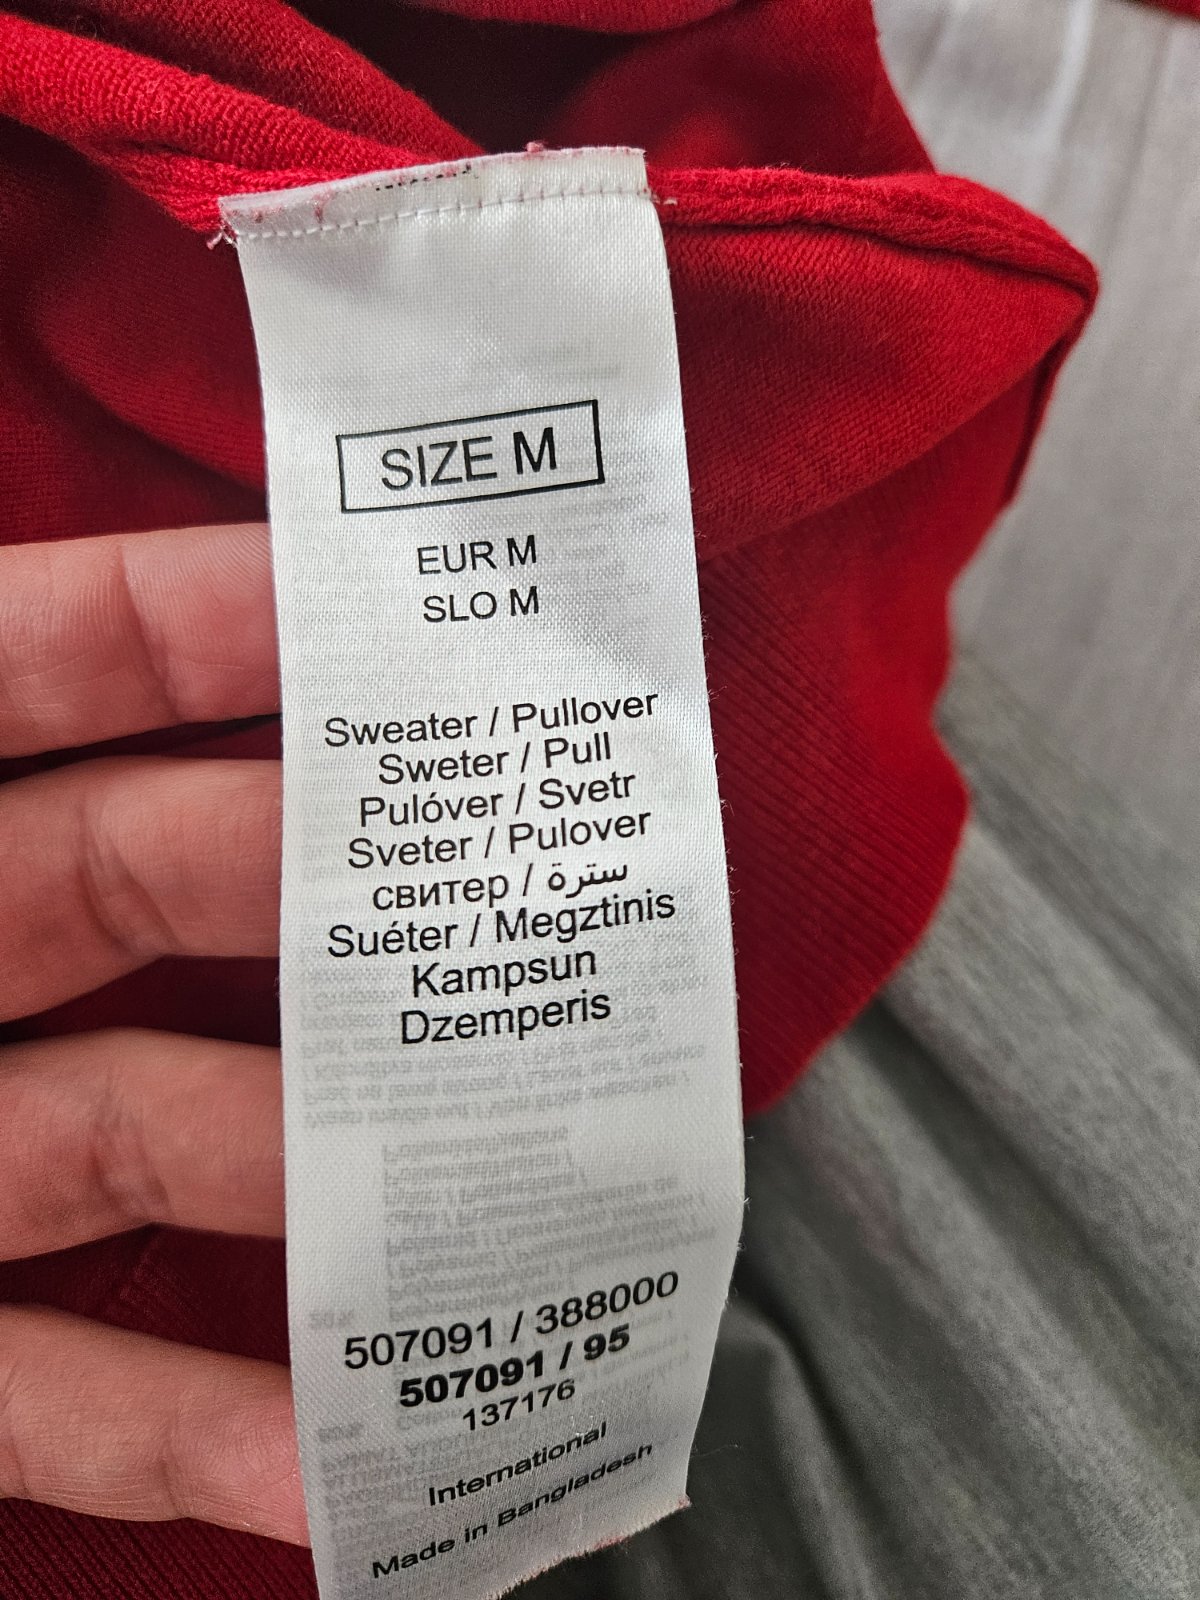 SIZE M
EUR M
SLO M
Sweater / Pullover
Sweter / Pull
Pulóver / Svetr
Sveter / Pulover
свитер / سترة
Suéter / Megztinis
Kampsun
Dzemperis
507091 / 388000
507091 / 95
137176
International
Made in Bangladesh